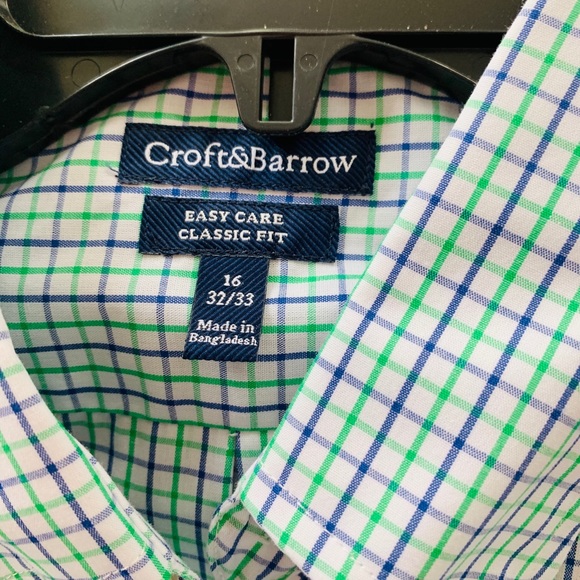 Croft&Barrow
EASY CARE
CLASSIC FIT
16
32/33
Made in
Bangladesh